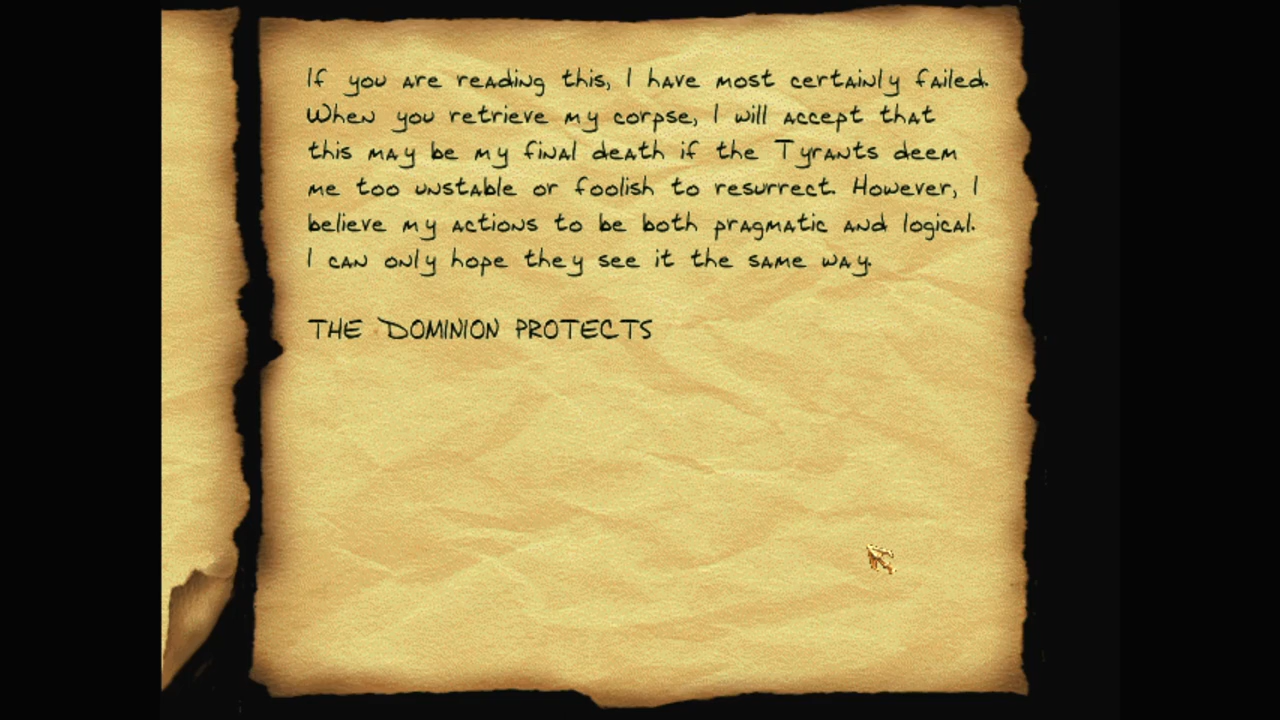 If you are reading this, I have most certainly failed.
When you retrieve my corpse, I will accept that
this may be my final death if the Tyrants deem
me too unstable or foolish to resurrect. However, I
believe my actions to be both pragmatic and logical.
I can only hope they see it the same way.
THE DOMINION PROTECTS